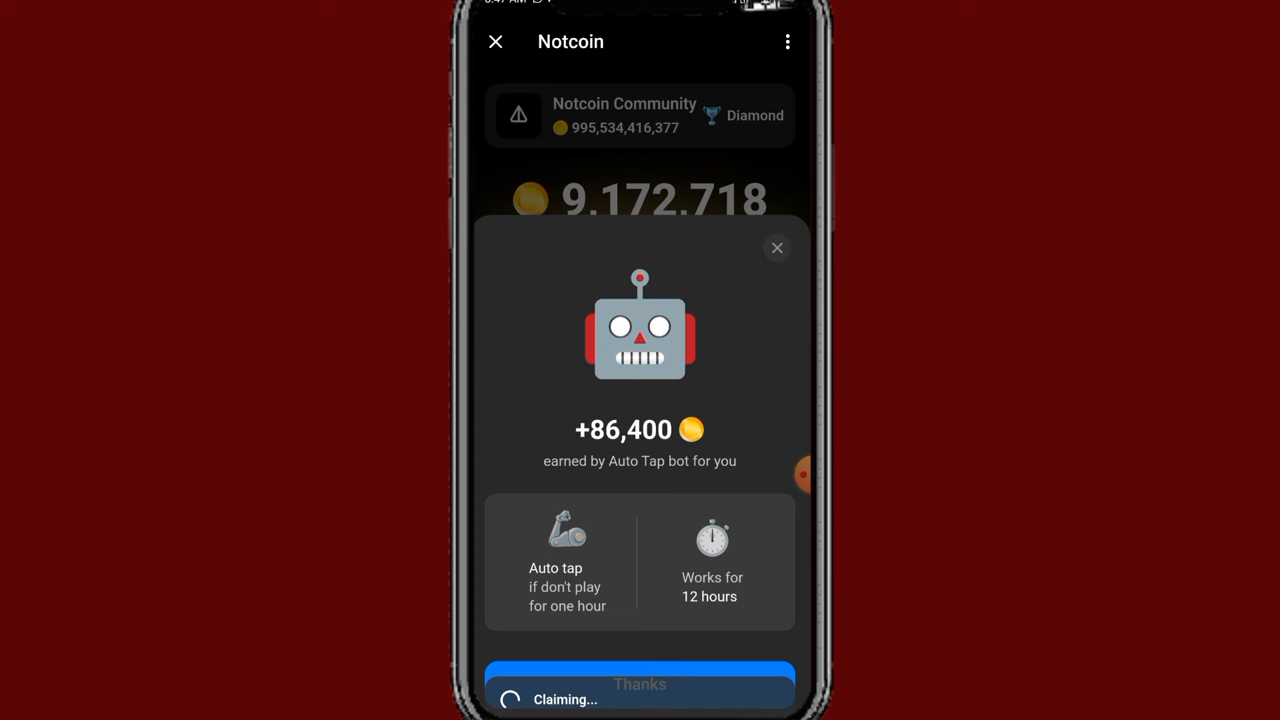 Notcoin
Notcoin Community
995,534,416,377
Diamond
9,172,718
+86,400
earned by Auto Tap bot for you
Auto tap
if don't play
for one hour
Works for
12 hours
Thanks
Claiming...